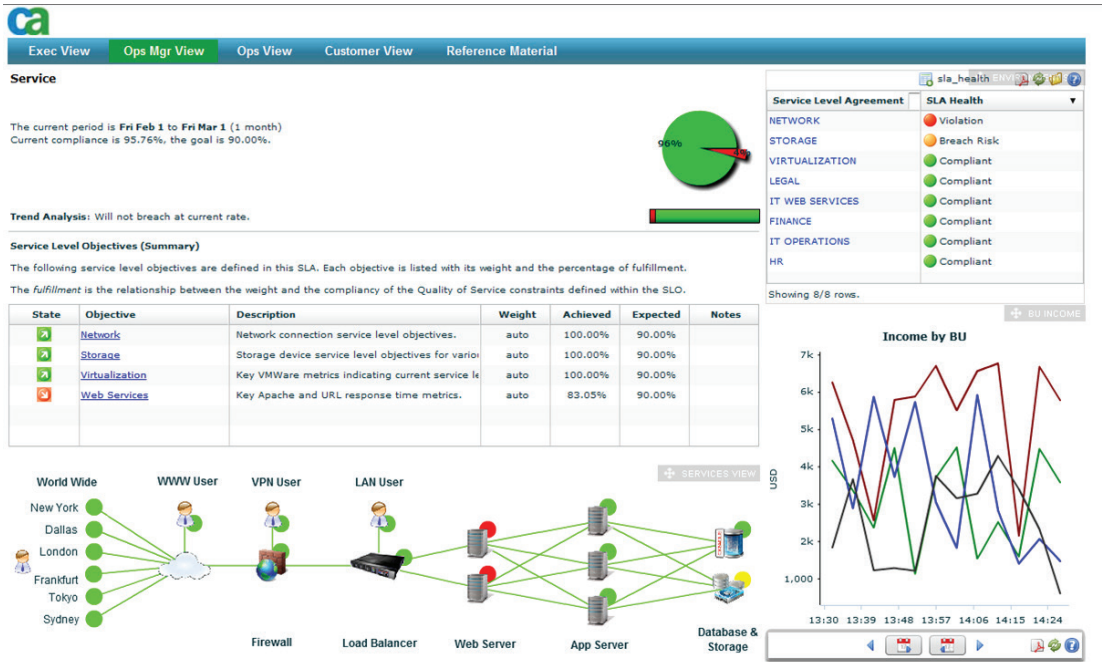 ca
Exec View Ops Mgr View Ops View Customer View Reference Material
Service
The current period is Fri Feb 1 to Fri Mar 1 (1 month)
Current compliance is 95.76%, the goal is 90.00%.
96%
4%
Trend Analysis: Will not breach at current rate.
Service Level Objectives (Summary)
The following service level objectives are defined in this SLA. Each objective is listed with its weight and the percentage of fulfillment.
The fulfillment is the relationship between the weight and the compliancy of the Quality of Service constraints defined within the SLO.
State Objective Description Weight Achieved Expected Notes
Network Network connection service level objectives. auto 100.00% 90.00%
Storage Storage device service level objectives for variou auto 100.00% 90.00%
Virtualization Key VMWare metrics indicating current service le auto 100.00% 90.00%
Web Services Key Apache and URL response time metrics. auto 83.05% 90.00%
sla_health
Service Level Agreement SLA Health
NETWORK Violation
STORAGE Breach Risk
VIRTUALIZATION Compliant
LEGAL Compliant
IT WEB SERVICES Compliant
FINANCE Compliant
IT OPERATIONS Compliant
HR Compliant
Showing 8/8 rows.
BU INCOME
Income by BU
7k
6k
5k
4k
3k
2k
1,000
USD
13:30 13:39 13:48 13:57 14:06 14:15 14:24
SERVICES VIEW
World Wide WWW User VPN User LAN User
New York
Dallas
London
Frankfurt
Tokyo
Sydney
Firewall Load Balancer Web Server App Server Database &
Storage